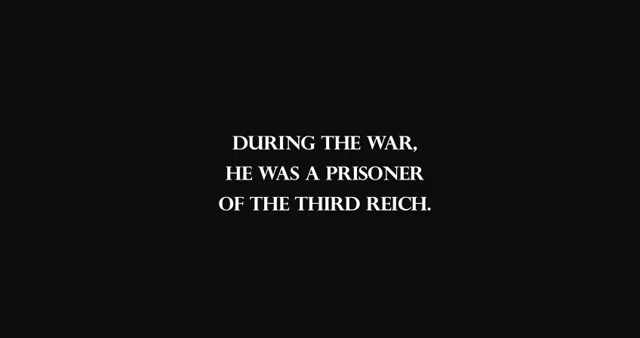 DURING THE WAR,
HE WAS A PRISONER
OF THE THIRD REICH.